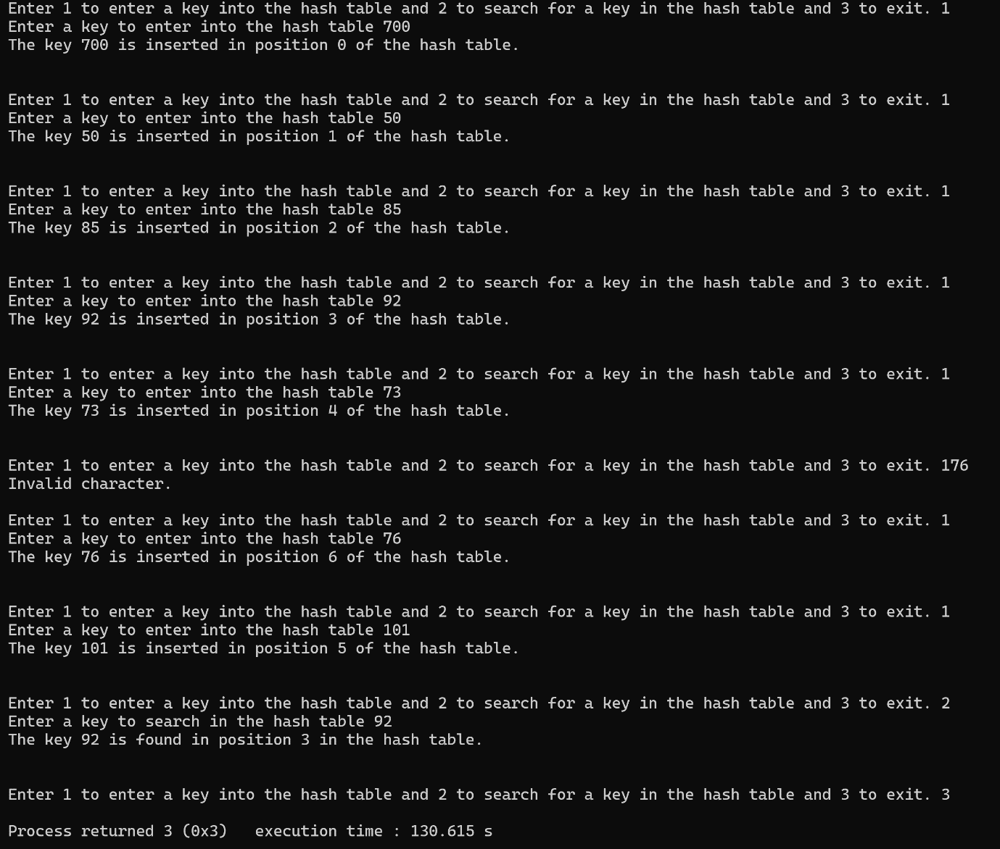 Enter 1 to enter a key into the hash table and 2 to search for a key in the hash table and 3 to exit. 1
Enter a key to enter into the hash table 700
The key 700 is inserted in position 0 of the hash table.
Enter 1 to enter a key into the hash table and 2 to search for a key in the hash table and 3 to exit. 1
Enter a key to enter into the hash table 50
The key 50 is inserted in position 1 of the hash table.
Enter 1 to enter a key into the hash table and 2 to search for a key in the hash table and 3 to exit. 1
Enter a key to enter into the hash table 85
The key 85 is inserted in position 2 of the hash table.
Enter 1 to enter a key into the hash table and 2 to search for a key in the hash table and 3 to exit. 1
Enter a key to enter into the hash table 92
The key 92 is inserted in position 3 of the hash table.
Enter 1 to enter a key into the hash table and 2 to search for a key in the hash table and 3 to exit. 1
Enter a key to enter into the hash table 73
The key 73 is inserted in position 4 of the hash table.
Enter 1 to enter a key into the hash table and 2 to search for a key in the hash table and 3 to exit. 176
Invalid character.
Enter 1 to enter a key into the hash table and 2 to search for a key in the hash table and 3 to exit. 1
Enter a key to enter into the hash table 76
The key 76 is inserted in position 6 of the hash table.
Enter 1 to enter a key into the hash table and 2 to search for a key in the hash table and 3 to exit. 1
Enter a key to enter into the hash table 101
The key 101 is inserted in position 5 of the hash table.
Enter 1 to enter a key into the hash table and 2 to search for a key in the hash table and 3 to exit. 2
Enter a key to search in the hash table 92
The key 92 is found in position 3 in the hash table.
Enter 1 to enter a key into the hash table and 2 to search for a key in the hash table and 3 to exit. 3
Process returned 3 (0x3)   execution time : 130.615 s